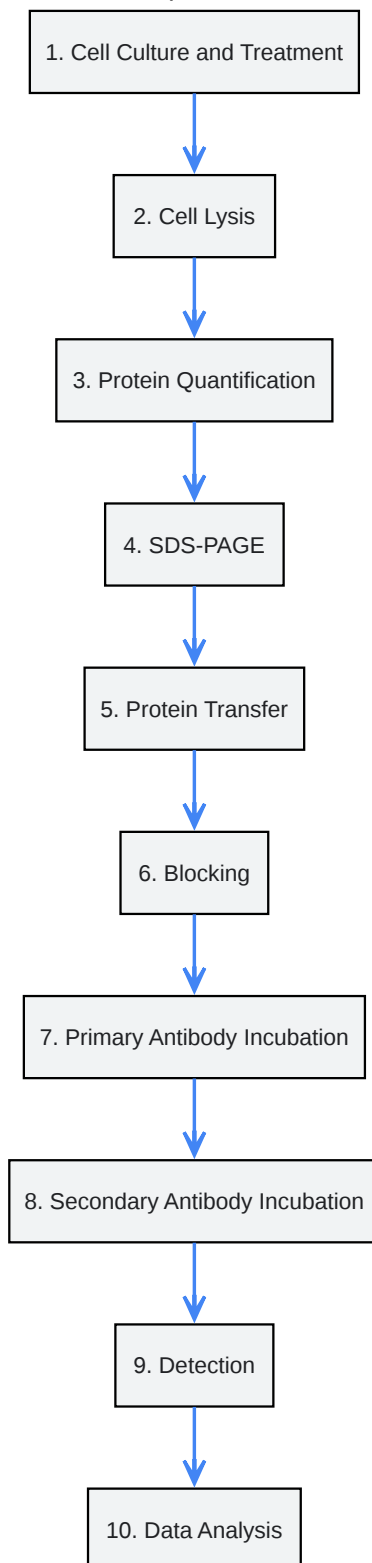 1. Cell Culture and Treatment
2. Cell Lysis
3. Protein Quantification
4. SDS-PAGE
5. Protein Transfer
6. Blocking
7. Primary Antibody Incubation
8. Secondary Antibody Incubation
9. Detection
10. Data Analysis